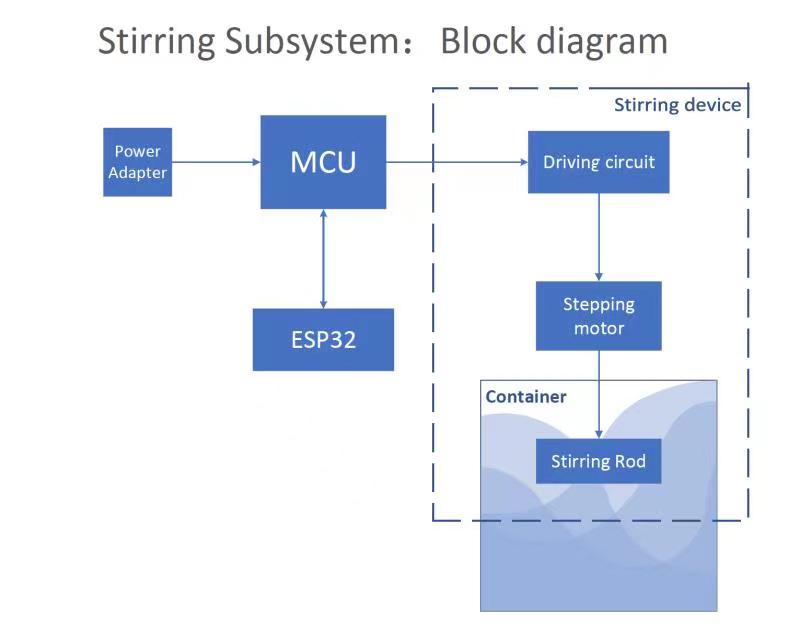 Stirring Subsystem： Block diagram
Stirring device
Power
Adapter
MCU
Driving circuit
ESP32
Stepping
motor
Container
Stirring Rod